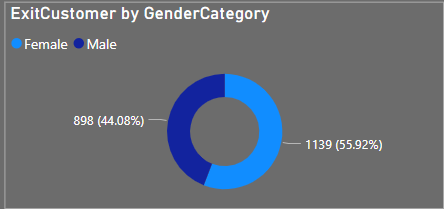 ExitCustomer by GenderCategory
Female Male
898 (44.08%)
1139 (55.92%)